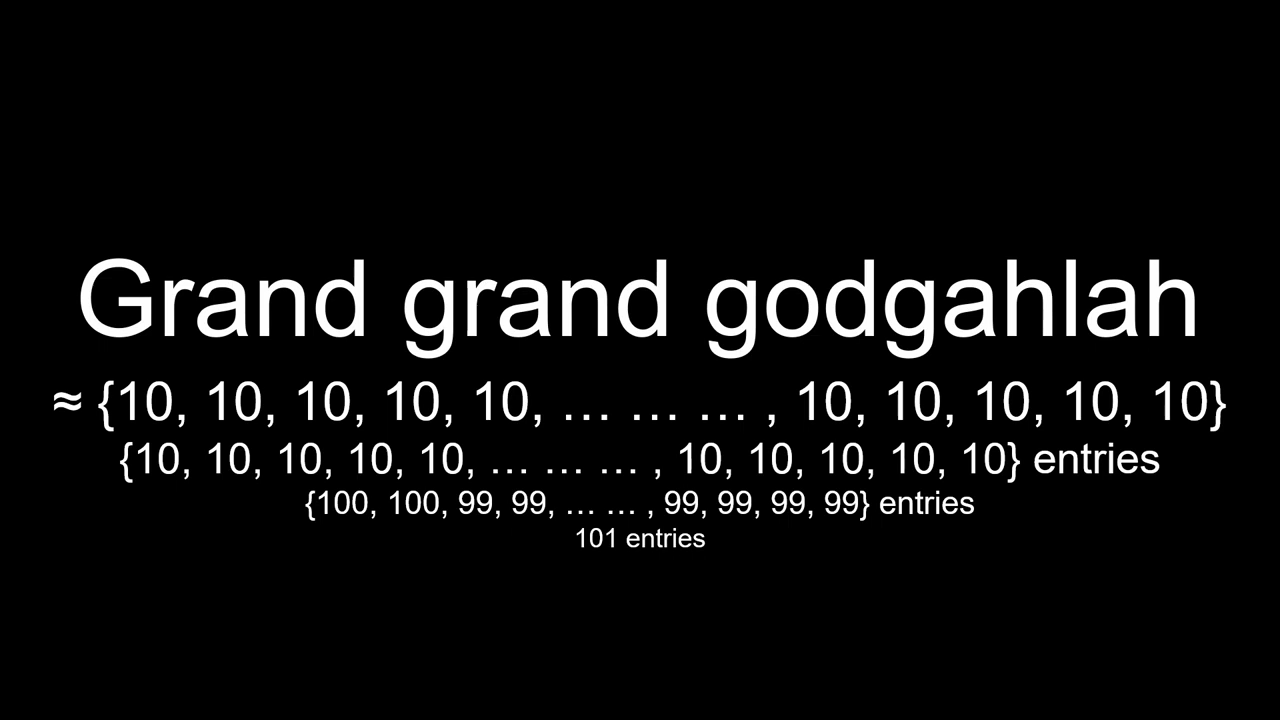 Grand grand godgahlah
≈ {10, 10, 10, 10, 10, … … … , 10, 10, 10, 10, 10}
{10, 10, 10, 10, 10, … … … , 10, 10, 10, 10, 10} entries
{100, 100, 99, 99, … … , 99, 99, 99, 99} entries
101 entries